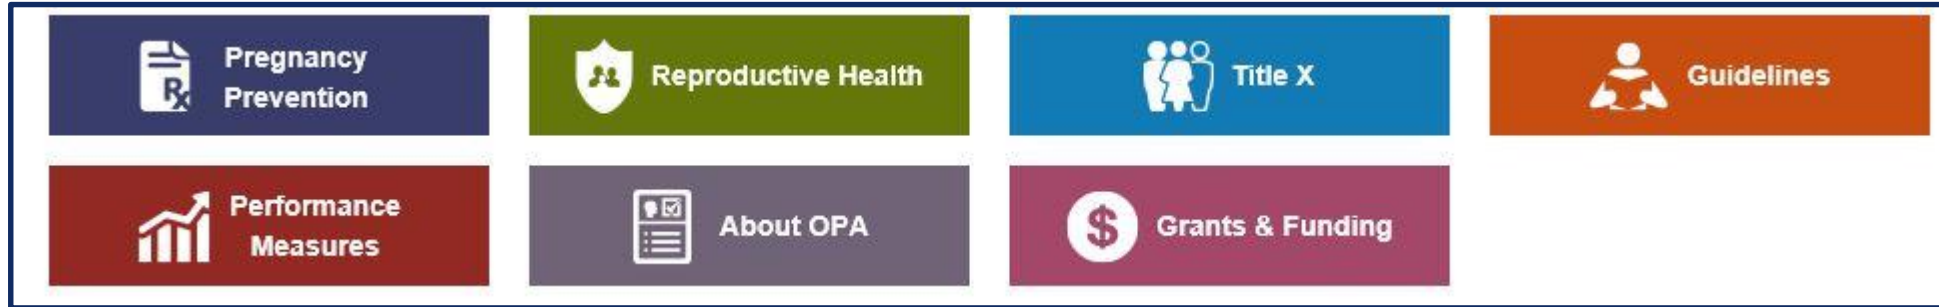 Pregnancy
Prevention
Reproductive Health
Title X
Guidelines
Performance
Measures
About OPA
Grants & Funding